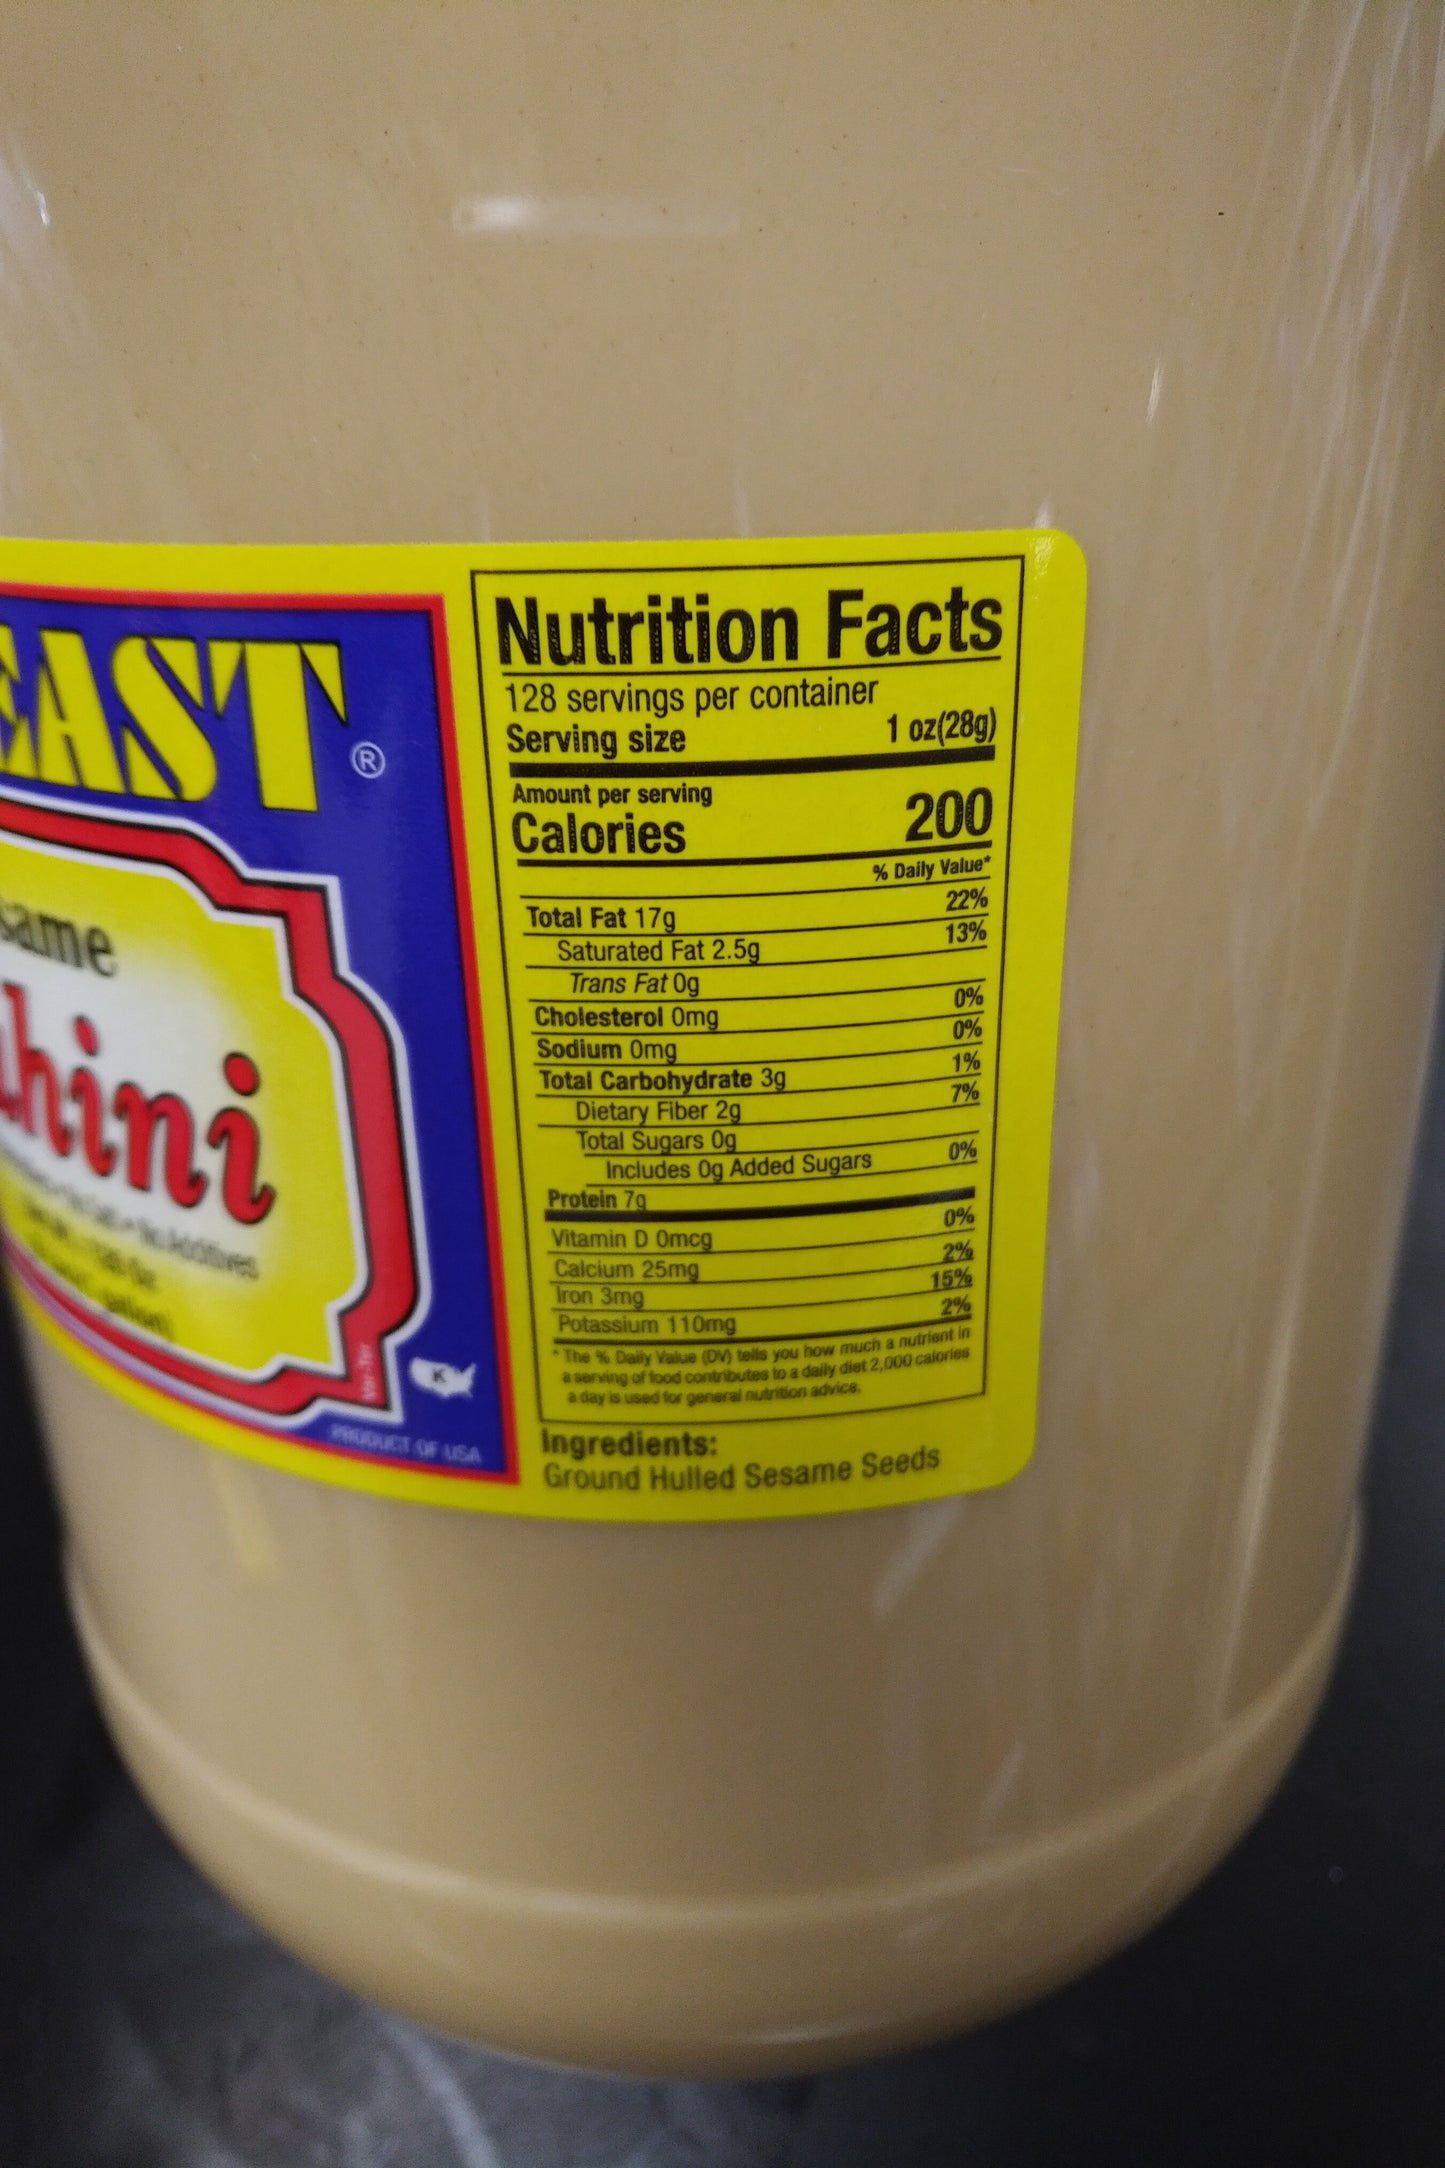 EAST
®
same
ahini
No Additives
gallon)
K
PRODUCT OF USA
Nutrition Facts
128 servings per container
Serving size 1 oz(28g)
Amount per serving
Calories 200
% Daily Value*
Total Fat 17g 22%
Saturated Fat 2.5g 13%
Trans Fat 0g
Cholesterol 0mg 0%
Sodium 0mg 0%
Total Carbohydrate 3g 1%
Dietary Fiber 2g 7%
Total Sugars 0g
Includes 0g Added Sugars 0%
Protein 7g
Vitamin D 0mcg 0%
Calcium 25mg 2%
Iron 3mg 15%
Potassium 110mg 2%
* The % Daily Value (DV) tells you how much a nutrient in
a serving of food contributes to a daily diet 2,000 calories
a day is used for general nutrition advice.
Ingredients:
Ground Hulled Sesame Seeds